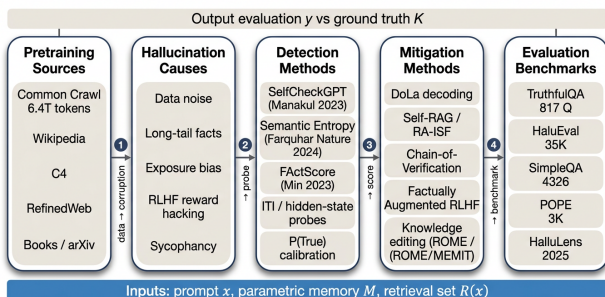 Output evaluation y vs ground truth K
Pretraining
Sources
Common Crawl
6.4T tokens
Wikipedia
C4
RefinedWeb
Books / arXiv
1
data → corruption
Hallucination
Causes
Data noise
Long-tail facts
Exposure bias
RLHF reward
hacking
Sycophancy
2
→ probe
Detection
Methods
SelfCheckGPT
(Manakul 2023)
Semantic Entropy
(Farquhar Nature
2024)
FActScore
(Min 2023)
ITI / hidden-state
probes
P(True)
calibration
3
→ score
Mitigation
Methods
DoLa decoding
Self-RAG /
RA-ISF
Chain-of-
Verification
Factually
Augmented RLHF
Knowledge
editing (ROME /
(ROME/MEMIT)
4
→ benchmark
Evaluation
Benchmarks
TruthfulQA
817 Q
HaluEval
35K
SimpleQA
4326
POPE
3K
HalluLens
2025
Inputs: prompt x, parametric memory M, retrieval set R(x)